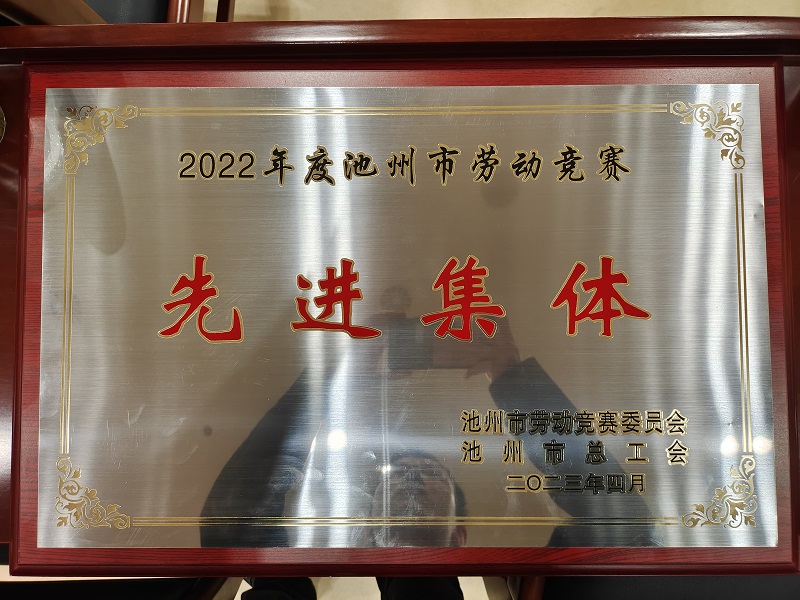 2022年度池州市劳动竞赛
先进集体
池州市劳动竞赛委员会
池州市总工会
二〇二三年四月